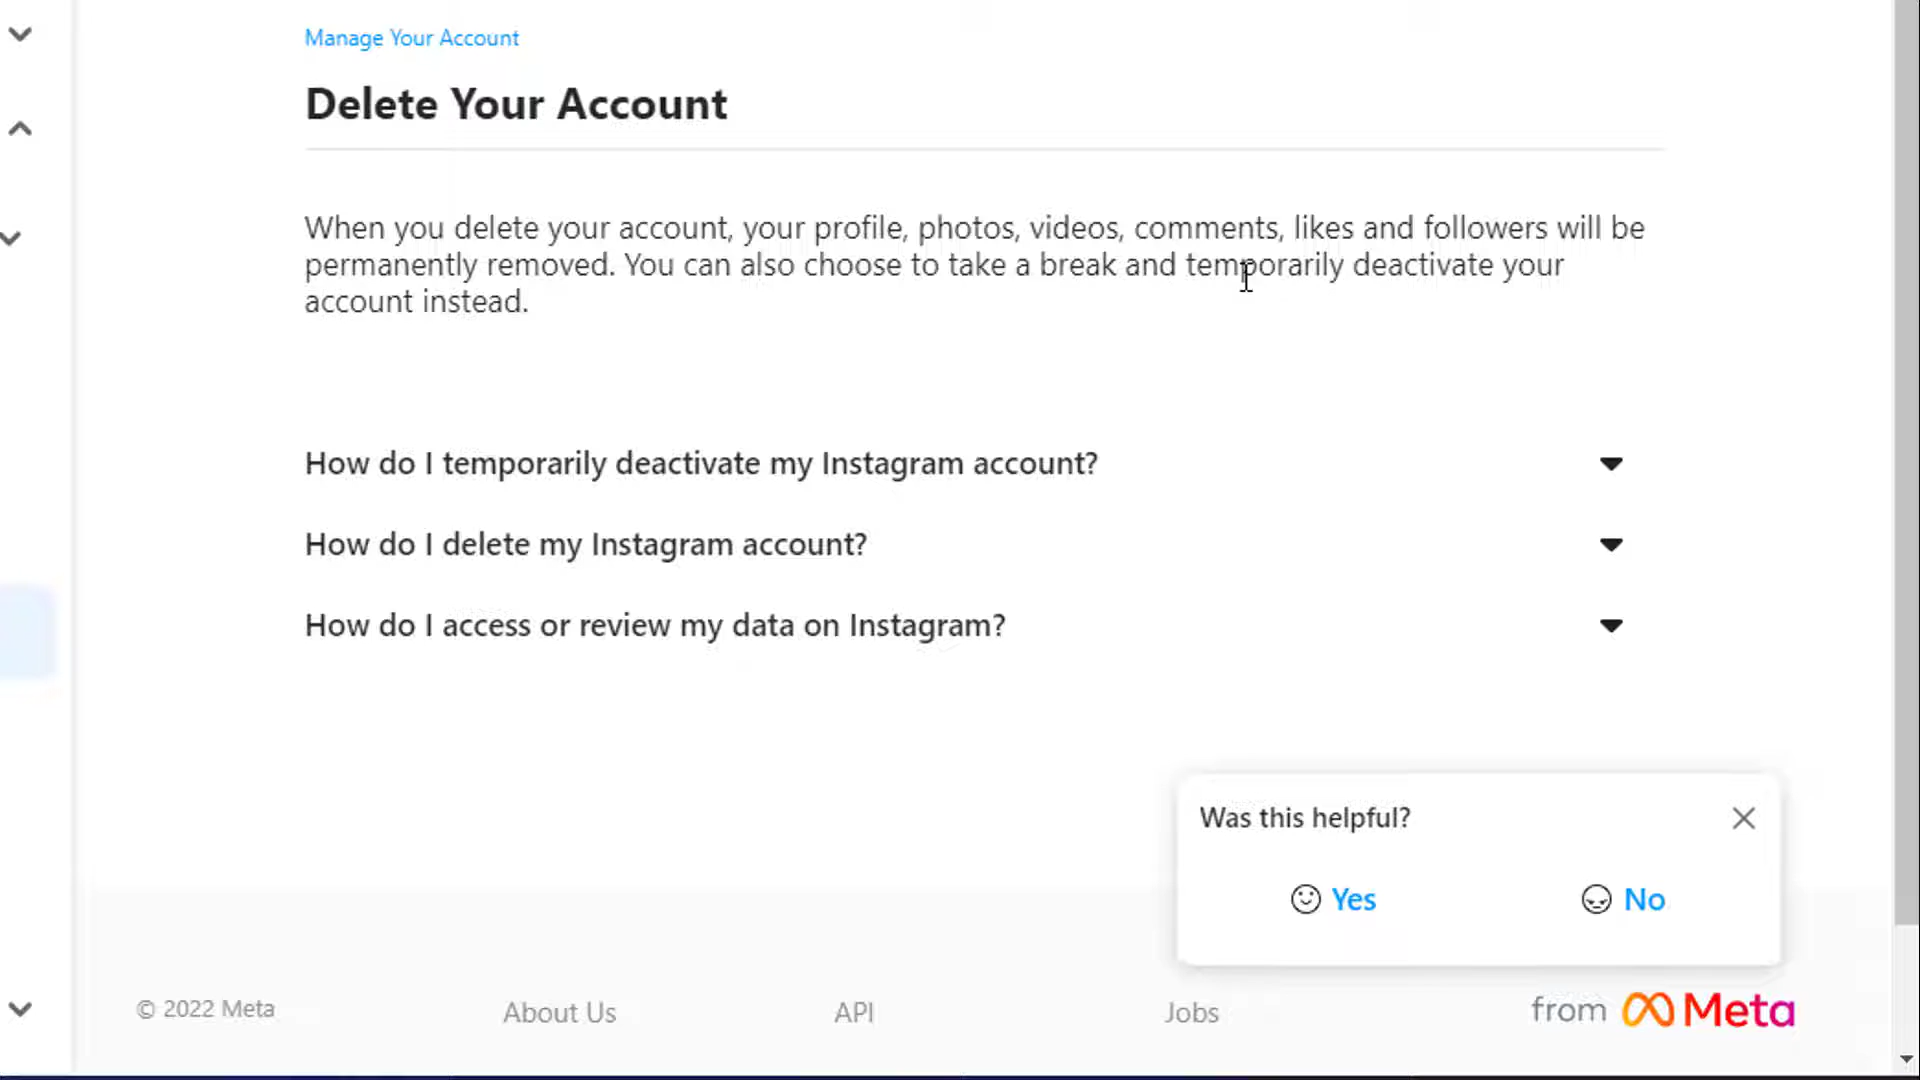 Manage Your Account
Delete Your Account
When you delete your account, your profile, photos, videos, comments, likes and followers will be
permanently removed. You can also choose to take a break and temporarily deactivate your
account instead.
How do I temporarily deactivate my Instagram account?
How do I delete my Instagram account?
How do I access or review my data on Instagram?
Was this helpful?
Yes
No
© 2022 Meta
About Us
API
Jobs
from Meta